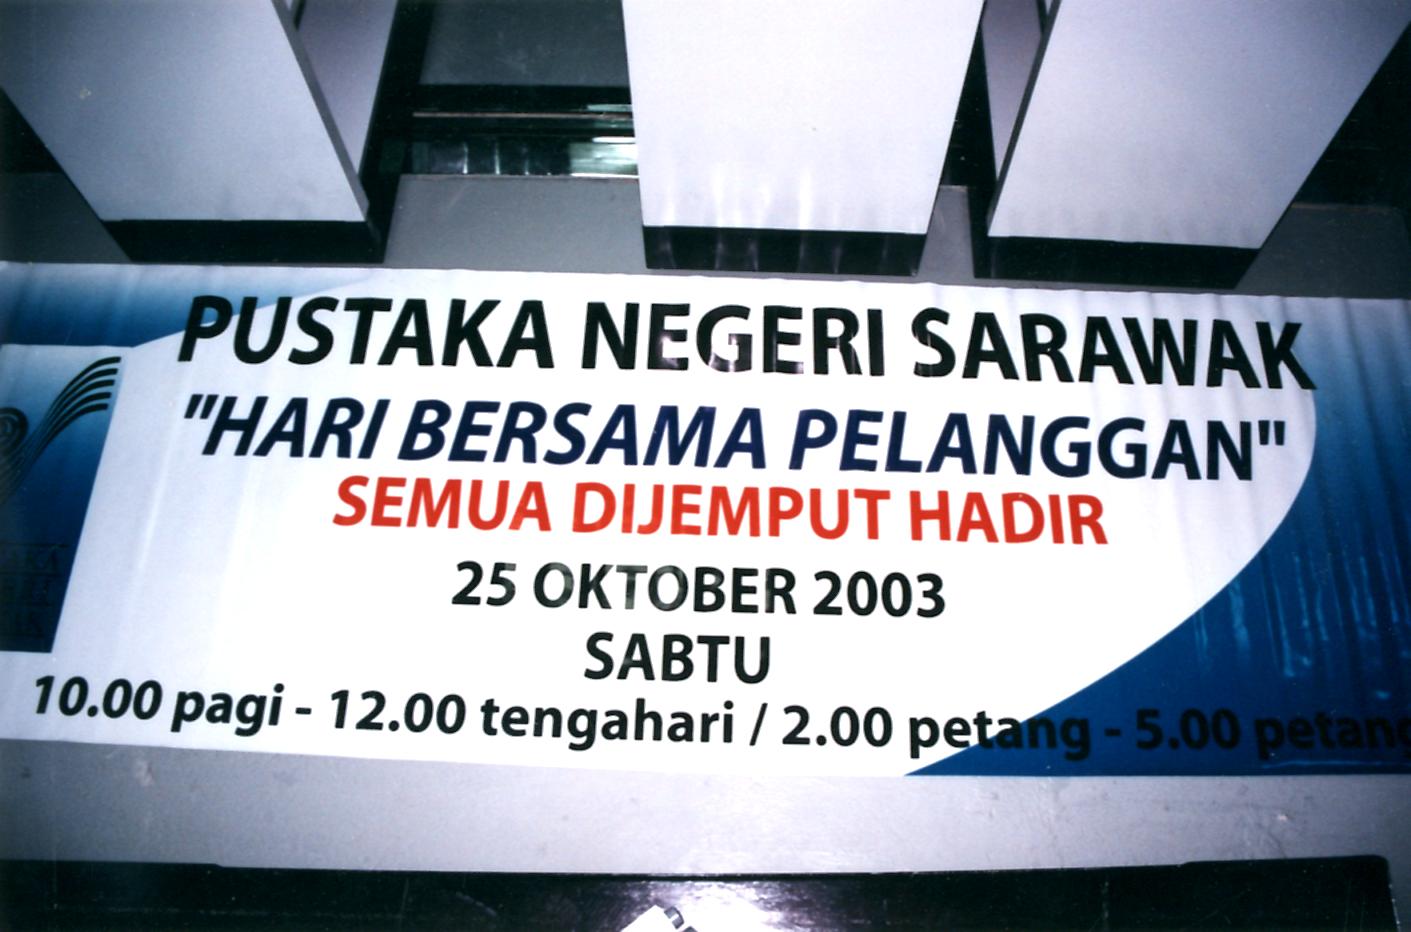 PUSTAKA NEGERI SARAWAK
"HARI BERSAMA PELANGGAN"
SEMUA DIJEMPUT HADIR
25 OKTOBER 2003
SABTU
10.00 pagi - 12.00 tengahari / 2.00 petang - 5.00 petang